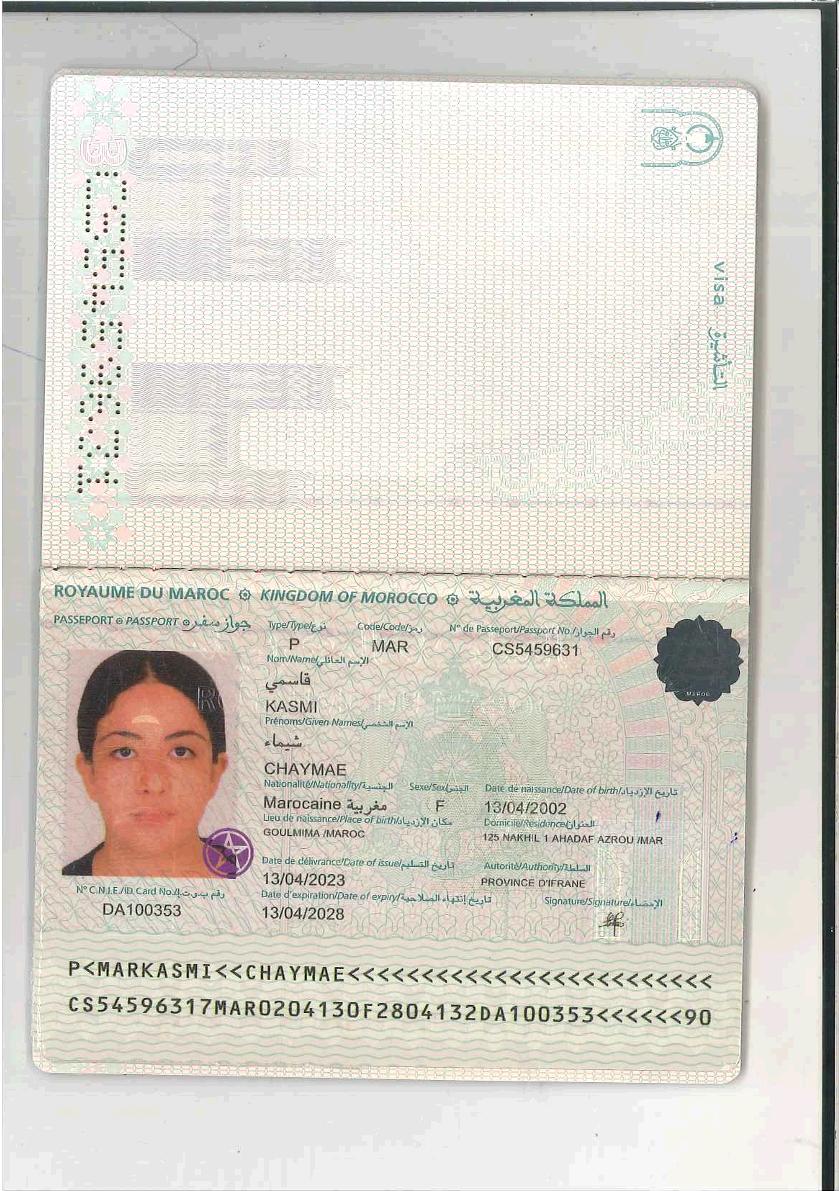 visa التأشيرة
ROYAUME DU MAROC KINGDOM OF MOROCCO المملكة المغربية
PASSEPORT PASSPORT جواز سفر
Type/Type/نوع Code/Code/رمز N° de Passeport/Passport No./رقم الجواز
P MAR CS5459631
Nom/Name/الإسم العائلي
قاسمي
KASMI
Prénoms/Given Names/الإسم الشخصي
شيماء
CHAYMAE
Nationalité/Nationality/الجنسية Sexe/Sex/الجنس Date de naissance/Date of birth/تاريخ الإزدياد
Marocaine مغربية F 13/04/2002
Lieu de naissance/Place of birth/مكان الإزدياد Domicile/Residence/العنوان
GOULMIMA /MAROC 125 NAKHIL 1 AHADAF AZROU /MAR
Date de délivrance/Date of issue/تاريخ التسليم Autorité/Authority/السلطة
13/04/2023 PROVINCE D'IFRANE
N° C.N.I.E./ID. Card No./رقم ب.و.ت.إ Date d'expiration/Date of expiry/تاريخ إنتهاء الصلاحية Signature/Signature/الإمضاء
DA100353 13/04/2028
MAROC
P<MARKASMI<<CHAYMAE<<<<<<<<<<<<<<<<<<<<<<<<<
CS54596317MAR0204130F2804132DA100353<<<<<<90